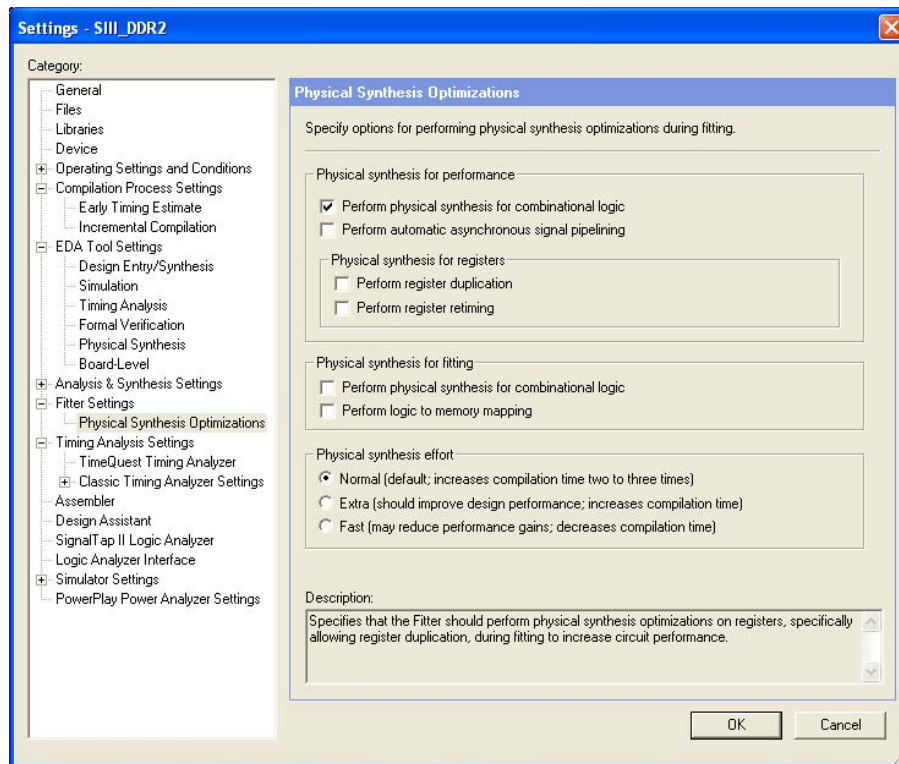 Settings - SIII_DDR2
Category:
General
Files
Libraries
Device
Operating Settings and Conditions
Compilation Process Settings
Early Timing Estimate
Incremental Compilation
EDA Tool Settings
Design Entry/Synthesis
Simulation
Timing Analysis
Formal Verification
Physical Synthesis
Board-Level
Analysis & Synthesis Settings
Fitter Settings
Physical Synthesis Optimizations
Timing Analysis Settings
TimeQuest Timing Analyzer
Classic Timing Analyzer Settings
Assembler
Design Assistant
SignalTap II Logic Analyzer
Logic Analyzer Interface
Simulator Settings
PowerPlay Power Analyzer Settings
Physical Synthesis Optimizations
Specify options for performing physical synthesis optimizations during fitting.
Physical synthesis for performance
Perform physical synthesis for combinational logic
Perform automatic asynchronous signal pipelining
Physical synthesis for registers
Perform register duplication
Perform register retiming
Physical synthesis for fitting
Perform physical synthesis for combinational logic
Perform logic to memory mapping
Physical synthesis effort
Normal (default; increases compilation time two to three times)
Extra (should improve design performance; increases compilation time)
Fast (may reduce performance gains; decreases compilation time)
Description:
Specifies that the Fitter should perform physical synthesis optimizations on registers, specifically
allowing register duplication, during fitting to increase circuit performance.
OK
Cancel